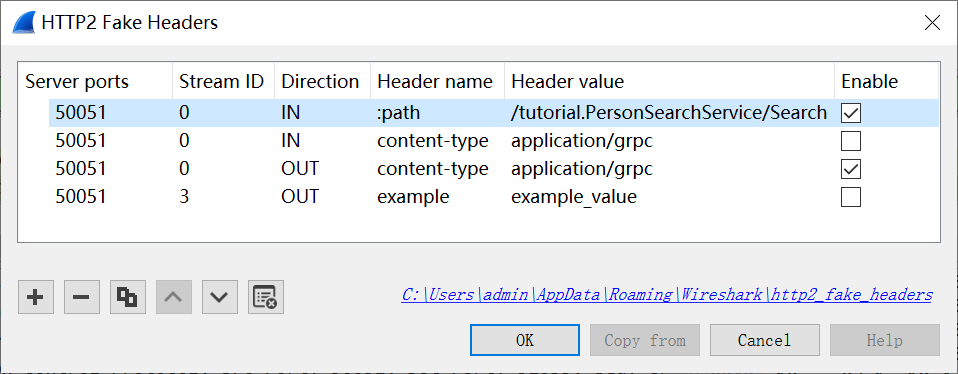 HTTP2 Fake Headers
Server ports Stream ID Direction Header name Header value Enable
50051 0 IN :path /tutorial.PersonSearchService/Search
50051 0 IN content-type application/grpc
50051 0 OUT content-type application/grpc
50051 3 OUT example example_value
C:\Users\admin\AppData\Roaming\Wireshark\http2_fake_headers
OK Copy from Cancel Help